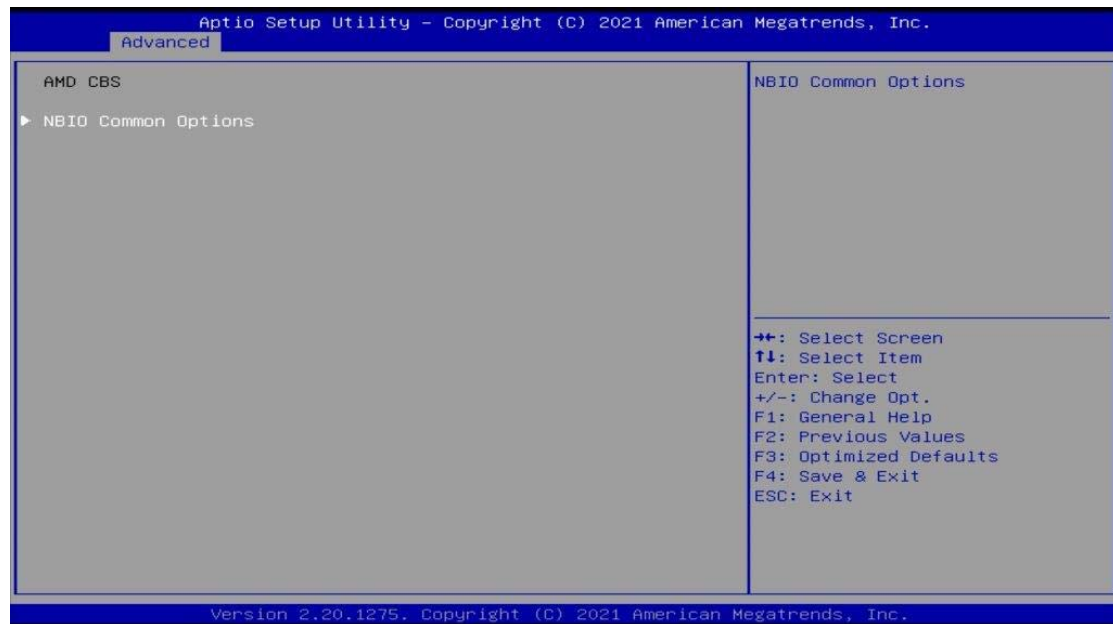 Aptio Setup Utility – Copyright (C) 2021 American Megatrends, Inc.
Advanced
AMD CBS
▶ NBIO Common Options
NBIO Common Options
→←: Select Screen
↑↓: Select Item
Enter: Select
+/-: Change Opt.
F1: General Help
F2: Previous Values
F3: Optimized Defaults
F4: Save & Exit
ESC: Exit
Version 2.20.1275. Copyright (C) 2021 American Megatrends, Inc.